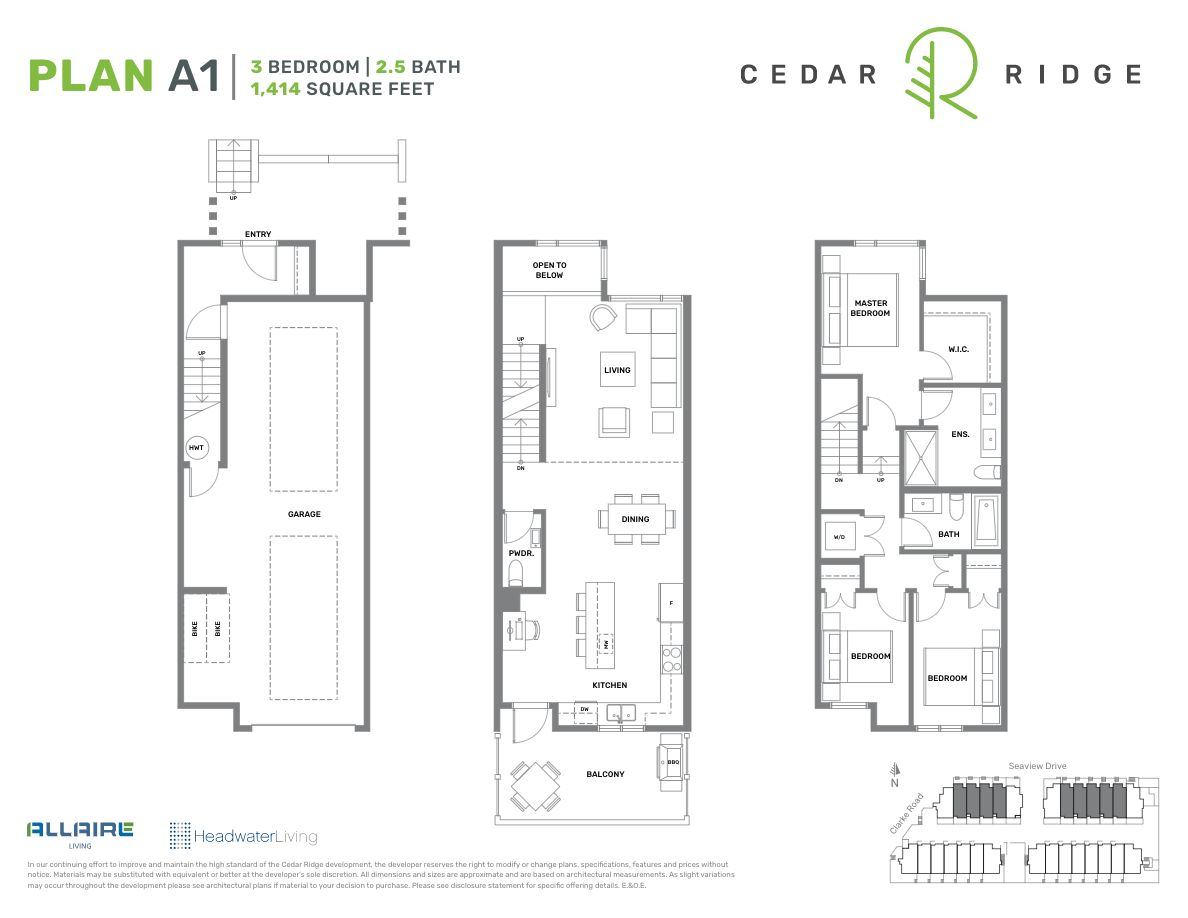 PLAN A1
3 BEDROOM | 2.5 BATH
1,414 SQUARE FEET
CEDAR RIDGE
UP
ENTRY
UP
HWT
GARAGE
BIKE
BIKE
OPEN TO
BELOW
UP
LIVING
DN
DINING
PWDR.
F
MW
KITCHEN
DW
BALCONY
BBQ
MASTER
BEDROOM
W.I.C.
ENS.
DN
UP
W/D
BATH
BEDROOM
BEDROOM
Seaview Drive
N
Clarke Road
ALLAIRE
LIVING
HeadwaterLiving
In our continuing effort to improve and maintain the high standard of the Cedar Ridge development, the developer reserves the right to modify or change plans, specifications, features and prices without
notice. Materials may be substituted with equivalent or better at the developer's sole discretion. All dimensions and sizes are approximate and are based on architectural measurements. As slight variations
may occur throughout the development please see architectural plans if material to your decision to purchase. Please see disclosure statement for specific offering details. E.&O.E.